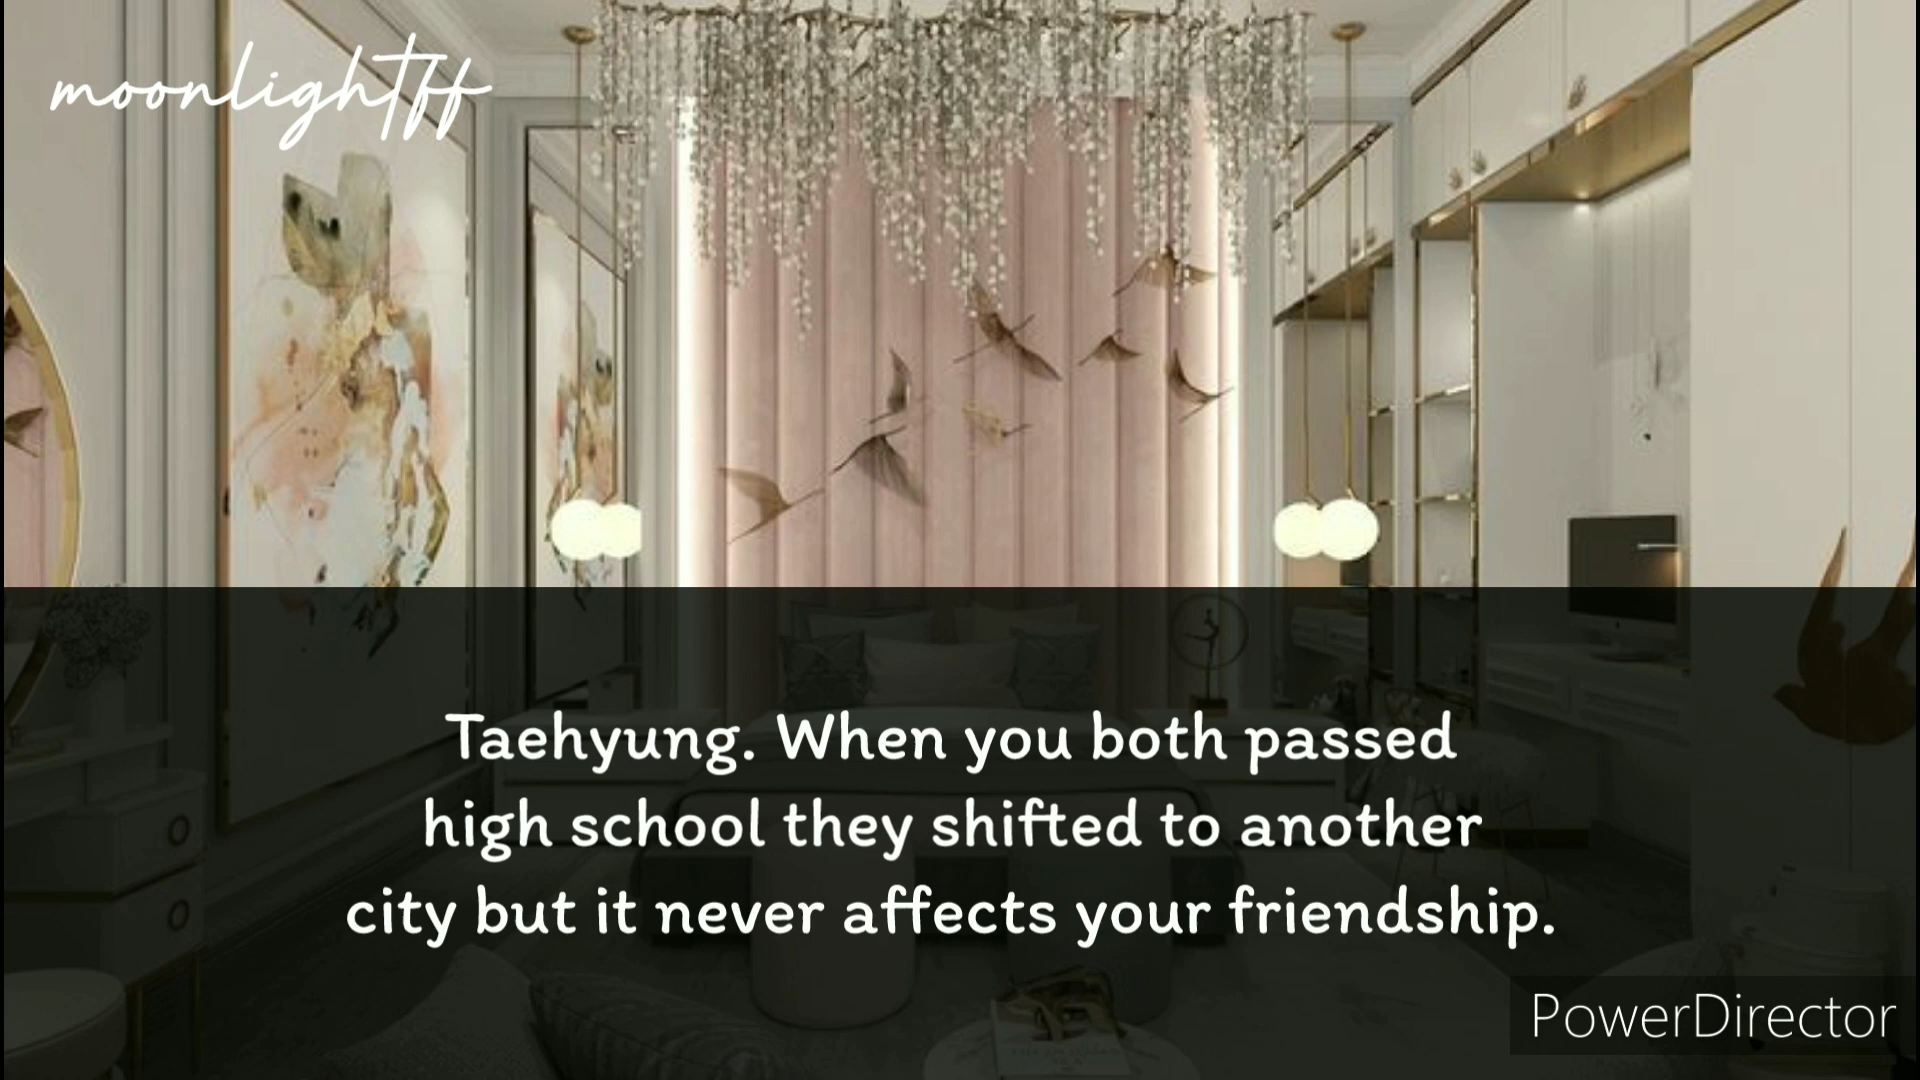 moonlightff
Taehyung. When you both passed
high school they shifted to another
city but it never affects your friendship.
PowerDirector